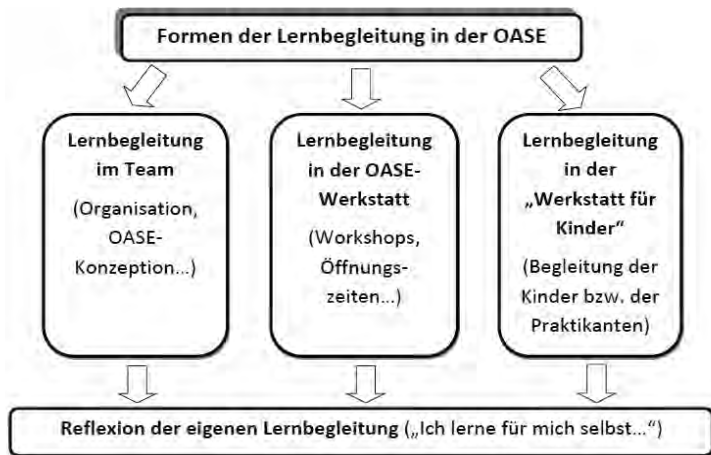 Formen der Lernbegleitung in der OASE
Lernbegleitung
im Team
(Organisation,
OASE-
Konzeption...)
Lernbegleitung
in der OASE-
Werkstatt
(Workshops,
Öffnungs-
zeiten...)
Lernbegleitung
in der
„Werkstatt für
Kinder“
(Begleitung der
Kinder bzw. der
Praktikanten)
Reflexion der eigenen Lernbegleitung („Ich lerne für mich selbst...“)